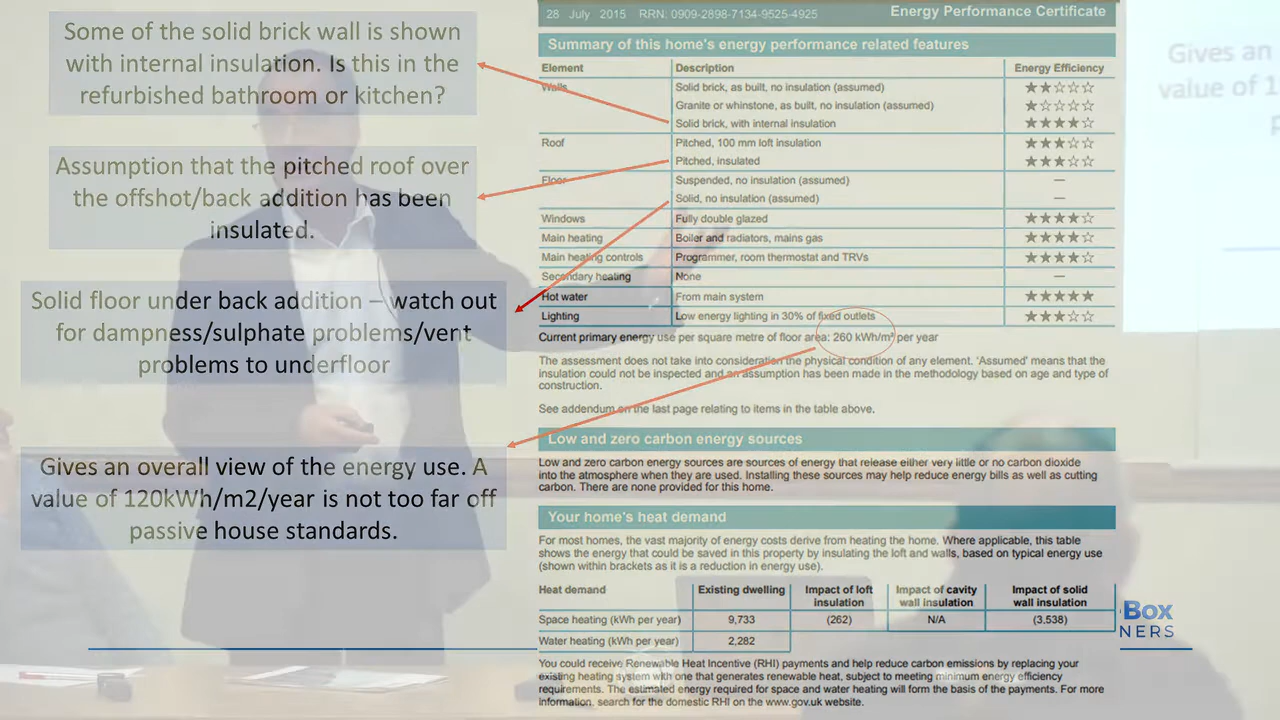 Some of the solid brick wall is shown
with internal insulation. Is this in the
refurbished bathroom or kitchen?
Assumption that the pitched roof over
the offshot/back addition has been
insulated.
Solid floor under back addition – watch out
for dampness/sulphate problems/vent
problems to underfloor
Gives an overall view of the energy use. A
value of 120kWh/m2/year is not too far off
passive house standards.
28 July 2015 RRN: 0909-2898-7134-9525-4925 Energy Performance Certificate
Summary of this home's energy performance related features
Element Description Energy Efficiency
Walls Solid brick, as built, no insulation (assumed) ★★☆☆☆
Granite or whinstone, as built, no insulation (assumed) ★☆☆☆☆
Solid brick, with internal insulation ★★★★☆
Roof Pitched, 100 mm loft insulation ★★★☆☆
Pitched, insulated ★★★☆☆
Floor Suspended, no insulation (assumed) —
Solid, no insulation (assumed) —
Windows Fully double glazed ★★★★☆
Main heating Boiler and radiators, mains gas ★★★★☆
Main heating controls Programmer, room thermostat and TRVs ★★★★☆
Secondary heating None —
Hot water From main system ★★★★★
Lighting Low energy lighting in 30% of fixed outlets ★★★☆☆
Current primary energy use per square metre of floor area: 260 kWh/m² per year
The assessment does not take into consideration the physical condition of any element. 'Assumed' means that the
insulation could not be inspected and an assumption has been made in the methodology based on age and type of
construction.
See addendum on the last page relating to items in the table above.
Low and zero carbon energy sources
Low and zero carbon energy sources are sources of energy that release either very little or no carbon dioxide
into the atmosphere when they are used. Installing these sources may help reduce energy bills as well as cutting
carbon. There are none provided for this home.
Your home's heat demand
For most homes, the vast majority of energy costs derive from heating the home. Where applicable, this table
shows the energy that could be saved in this property by insulating the loft and walls, based on typical energy use
(shown within brackets as it is a reduction in energy use).
Heat demand Existing dwelling Impact of loft insulation Impact of cavity wall insulation Impact of solid wall insulation
Space heating (kWh per year) 9,733 (262) N/A (3,538)
Water heating (kWh per year) 2,282
You could receive Renewable Heat Incentive (RHI) payments and help reduce carbon emissions by replacing your
existing heating system with one that generates renewable heat, subject to meeting minimum energy efficiency
requirements. The estimated energy required for space and water heating will form the basis of the payments. For more
information, search for the domestic RHI on the www.gov.uk website.
Gives an
value of 1
Box
NERS